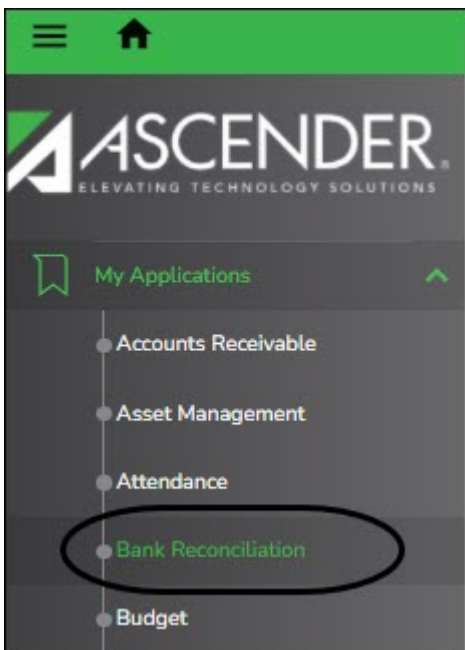 ASCENDER.
ELEVATING TECHNOLOGY SOLUTIONS
My Applications
Accounts Receivable
Asset Management
Attendance
Bank Reconciliation
Budget